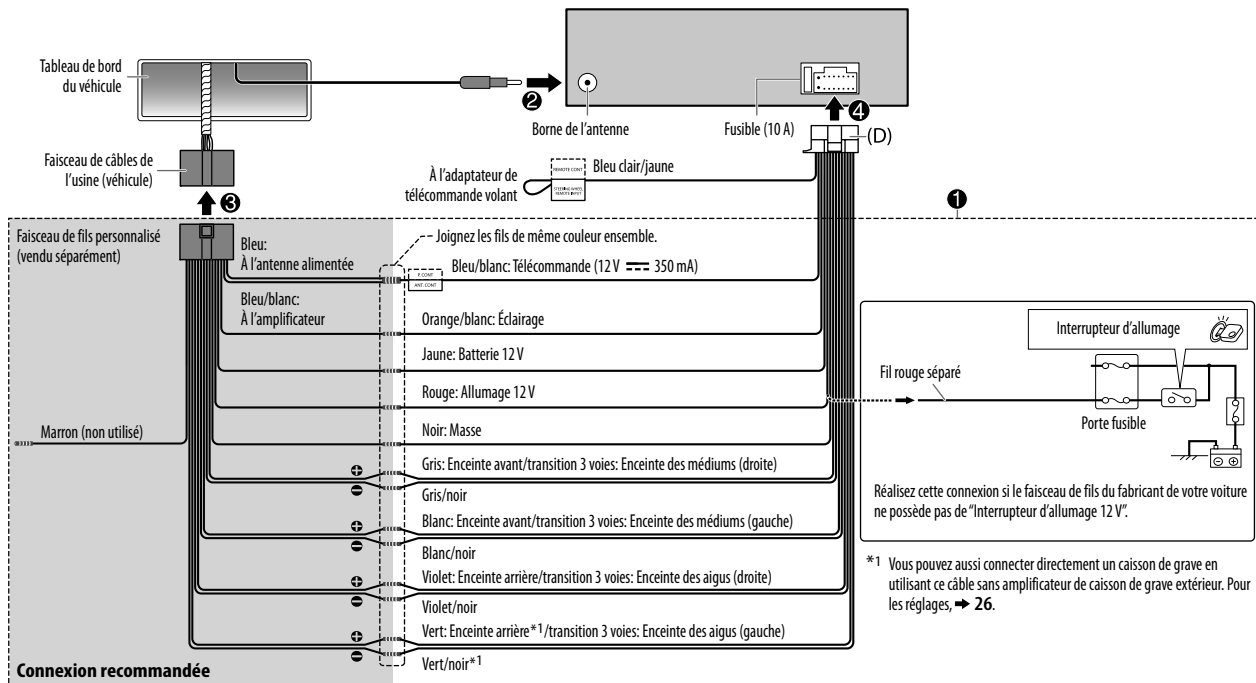 Tableau de bord
du véhicule
❷
Borne de l'antenne
Fusible (10 A)
❹
(D)
Faisceau de câbles de
l'usine (véhicule)
À l'adaptateur de
télécommande volant
REMOTE CONT
STEERING WHEEL
REMOTE INPUT
Bleu clair/jaune
❸
❶
Faisceau de fils personnalisé
(vendu séparément)
Bleu:
À l'antenne alimentée
Joignez les fils de même couleur ensemble.
P. CONT
ANT. CONT
Bleu/blanc: Télécommande (12 V ⎓ 350 mA)
Bleu/blanc:
À l'amplificateur
Orange/blanc: Éclairage
Jaune: Batterie 12 V
Rouge: Allumage 12 V
Marron (non utilisé)
Noir: Masse
⊕
Gris: Enceinte avant/transition 3 voies: Enceinte des médiums (droite)
⊖
Gris/noir
⊕
Blanc: Enceinte avant/transition 3 voies: Enceinte des médiums (gauche)
⊖
Blanc/noir
⊕
Violet: Enceinte arrière/transition 3 voies: Enceinte des aigus (droite)
⊖
Violet/noir
⊕
Vert: Enceinte arrière*1/transition 3 voies: Enceinte des aigus (gauche)
⊖
Vert/noir*1
Connexion recommandée
Interrupteur d'allumage
Fil rouge séparé
Porte fusible
⊖ ⊕
Réalisez cette connexion si le faisceau de fils du fabricant de votre voiture
ne possède pas de "Interrupteur d'allumage 12 V".
*1 Vous pouvez aussi connecter directement un caisson de grave en
utilisant ce câble sans amplificateur de caisson de grave extérieur. Pour
les réglages, ➔ 26.